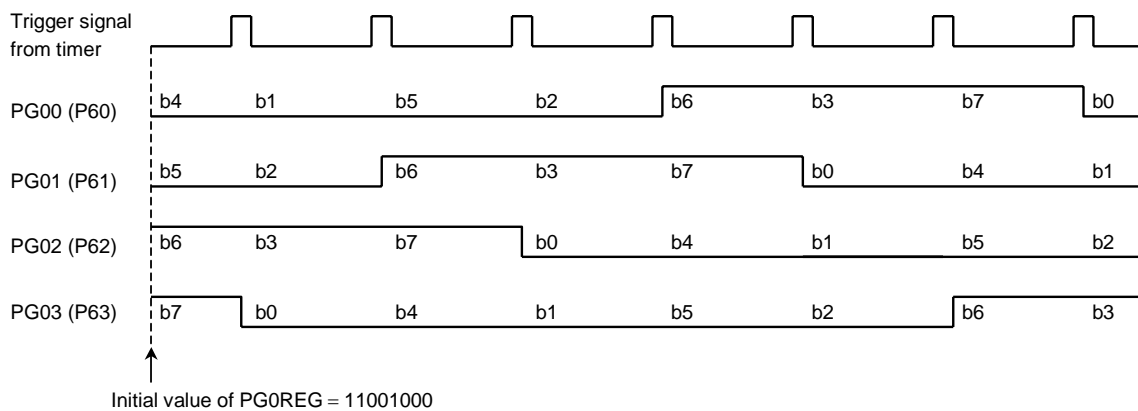 Trigger signal
from timer
PG00 (P60) b4 b1 b5 b2 b6 b3 b7 b0
PG01 (P61) b5 b2 b6 b3 b7 b0 b4 b1
PG02 (P62) b6 b3 b7 b0 b4 b1 b5 b2
PG03 (P63) b7 b0 b4 b1 b5 b2 b6 b3
Initial value of PG0REG = 11001000